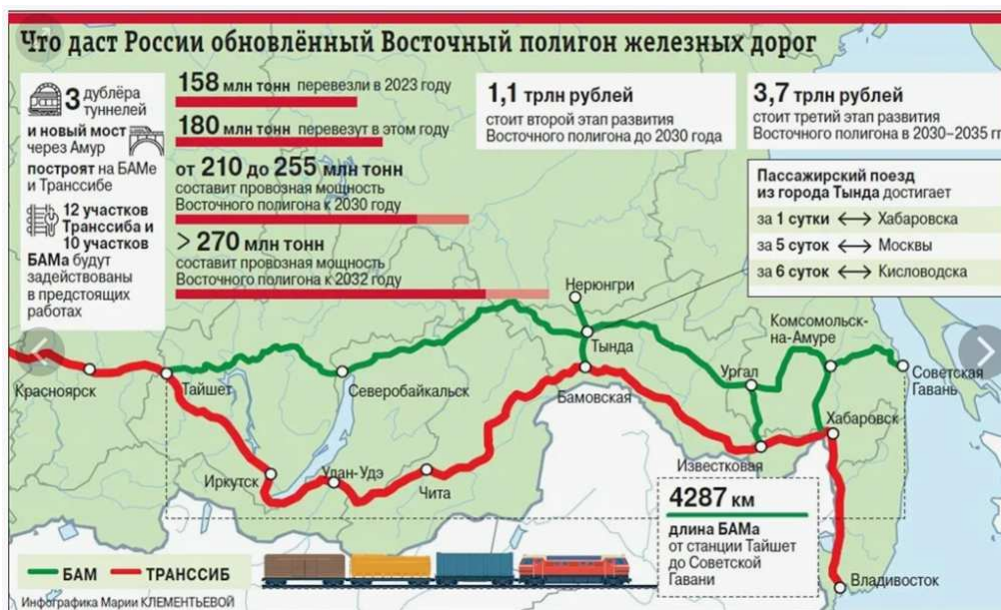 Что даст России обновлённый Восточный полигон железных дорог
3 дублёра
туннелей
и новый мост
через Амур
построят на БАМе
и Транссибе
12 участков
Транссиба и
10 участков
БАМа будут
задействованы
в предстоящих
работах
158 млн тонн перевезли в 2023 году
180 млн тонн перевезут в этом году
от 210 до 255 млн тонн
составит провозная мощность
Восточного полигона к 2030 году
> 270 млн тонн
составит провозная мощность
Восточного полигона к 2032 году
1,1 трлн рублей
стоит второй этап развития
Восточного полигона до 2030 года
3,7 трлн рублей
стоит третий этап развития
Восточного полигона в 2030–2035 гг
Пассажирский поезд
из города Тында достигает
за 1 сутки ⟷ Хабаровска
за 5 суток ⟷ Москвы
за 6 суток ⟷ Кисловодска
Нерюнгри
Тында
Комсомольск-
на-Амуре
Ургал
Советская
Гавань
Красноярск
Тайшет
Северобайкальск
Бамовская
Хабаровск
Иркутск
Улан-Удэ
Чита
Известковая
4287 км
длина БАМа
от станции Тайшет
до Советской
Гавани
Владивосток
БАМ
ТРАНССИБ
Инфографика Марии КЛЕМЕНТЬЕВОЙ